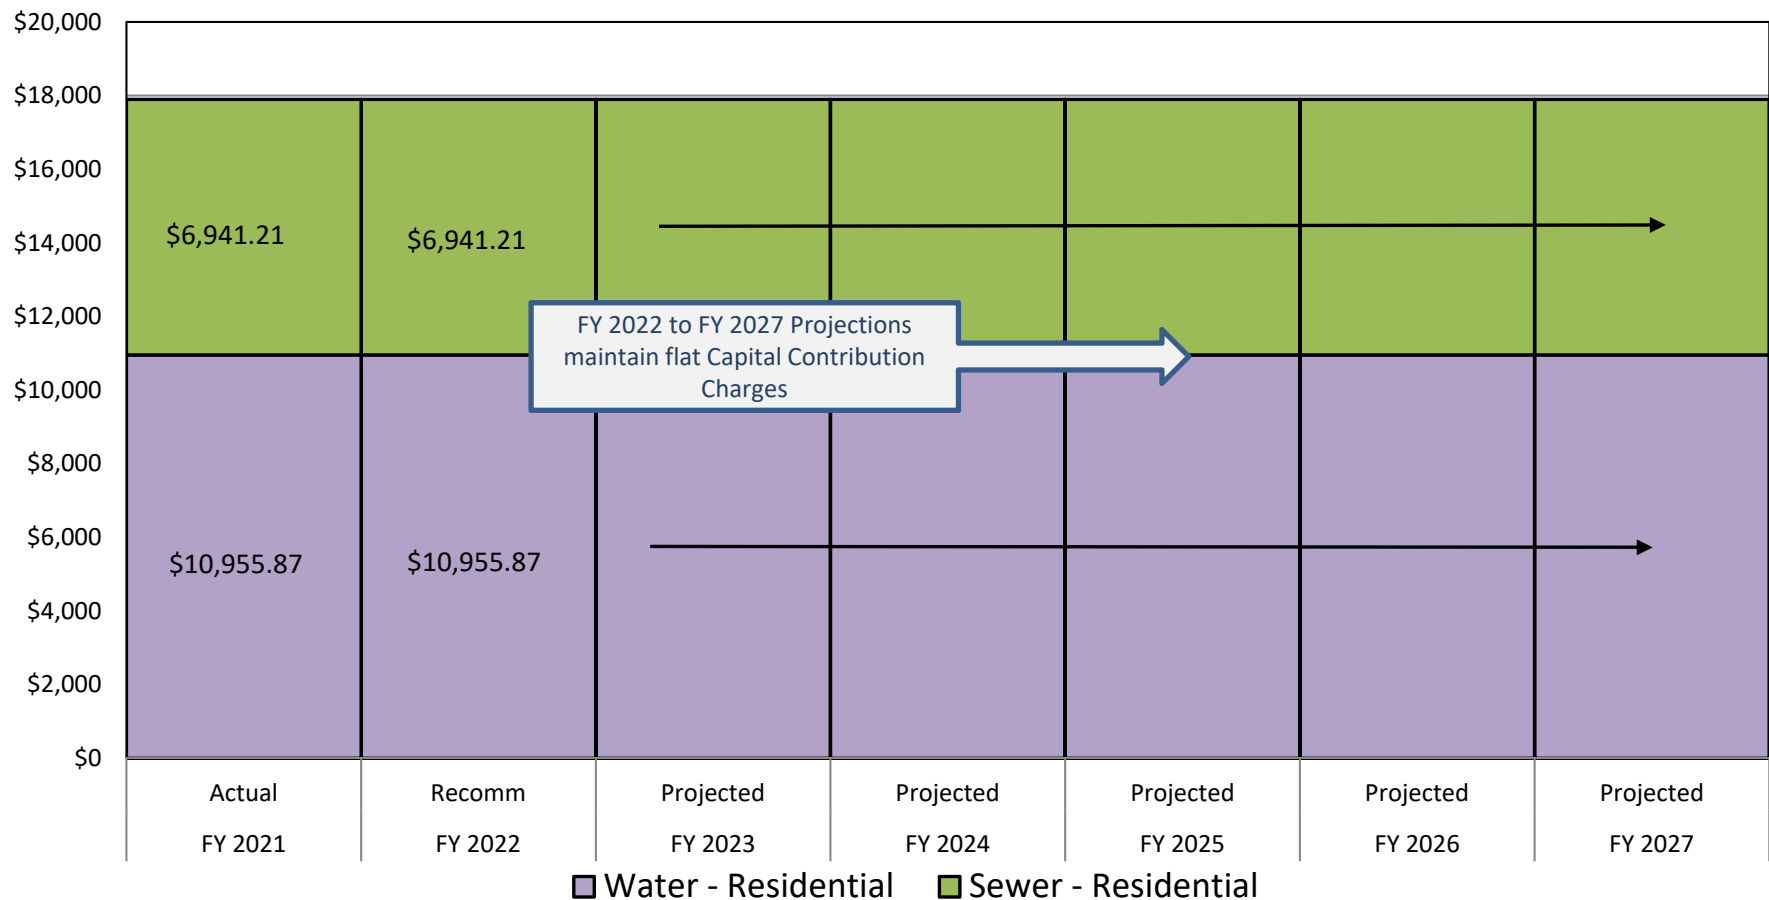 $20,000
$18,000
$16,000
$14,000
$12,000
$10,000
$8,000
$6,000
$4,000
$2,000
$0
$6,941.21
$6,941.21
FY 2022 to FY 2027 Projections
maintain flat Capital Contribution
Charges
$10,955.87
$10,955.87
Actual Recomm Projected Projected Projected Projected Projected
FY 2021 FY 2022 FY 2023 FY 2024 FY 2025 FY 2026 FY 2027
Water - Residential Sewer - Residential